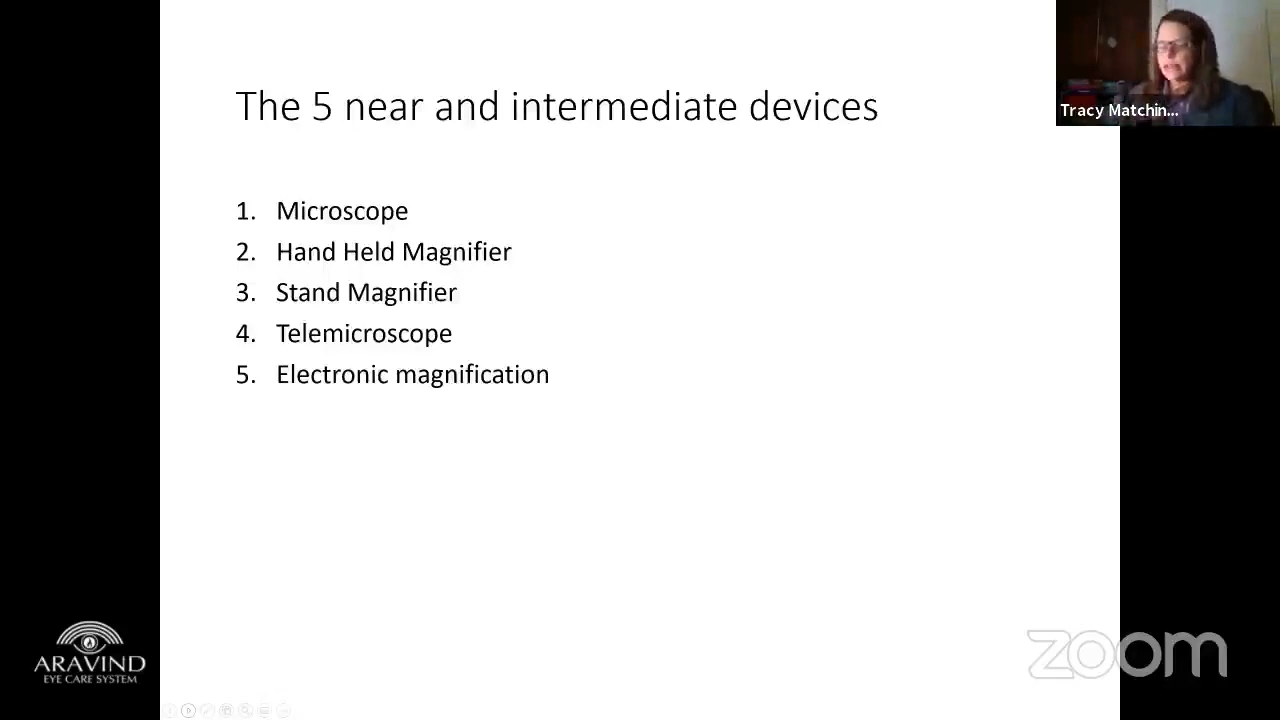 The 5 near and intermediate devices
1. Microscope
2. Hand Held Magnifier
3. Stand Magnifier
4. Telemicroscope
5. Electronic magnification
Tracy Matchin...
ARAVIND
EYE CARE SYSTEM
zoom